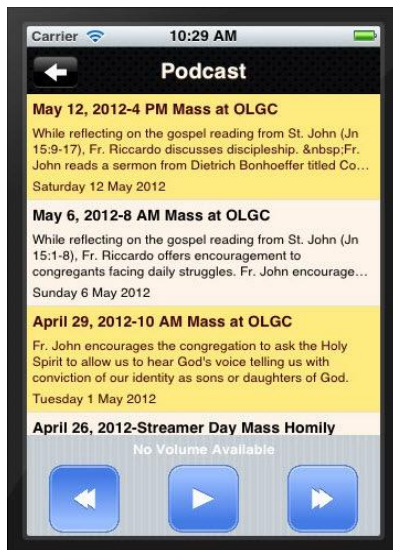 Carrier 10:29 AM
Podcast
May 12, 2012-4 PM Mass at OLGC
While reflecting on the gospel reading from St. John (Jn
15:9-17), Fr. Riccardo discusses discipleship. &nbsp;Fr.
John reads a sermon from Dietrich Bonhoeffer titled Co...
Saturday 12 May 2012
May 6, 2012-8 AM Mass at OLGC
While reflecting on the gospel reading from St. John (Jn
15:1-8), Fr. Riccardo offers encouragement to
congregants facing daily struggles. Fr. John encourage...
Sunday 6 May 2012
April 29, 2012-10 AM Mass at OLGC
Fr. John encourages the congregation to ask the Holy
Spirit to allow us to hear God's voice telling us with
conviction of our identity as sons or daughters of God.
Tuesday 1 May 2012
April 26, 2012-Streamer Day Mass Homily
No Volume Available